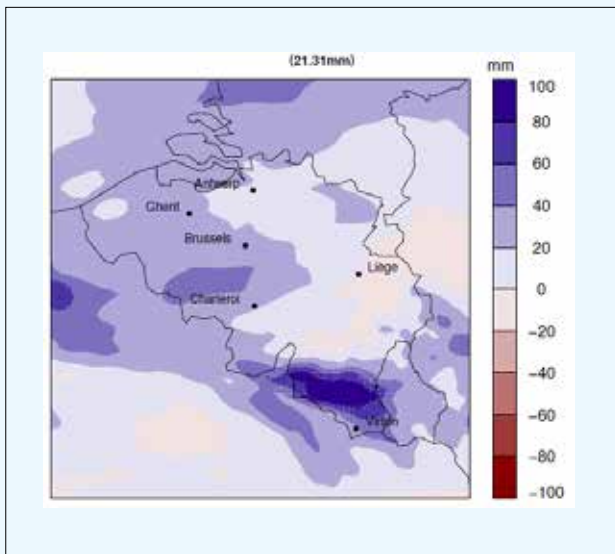 (21.31mm)
mm
100
80
60
40
20
0
−20
−40
−60
−80
−100
Antwerp
Ghent
Brussels
Liège
Charleroi
Virton